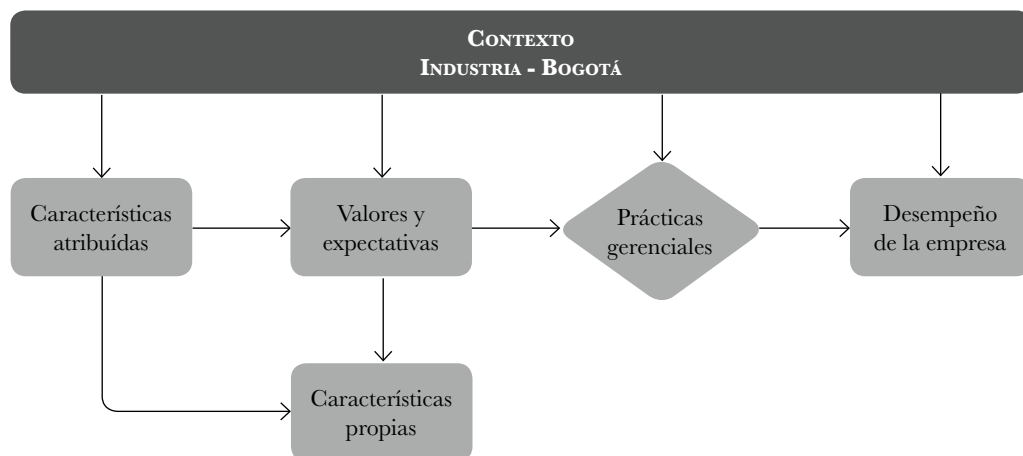 Contexto
Industria - Bogotá
Características
atribuídas
Valores y
expectativas
Prácticas
gerenciales
Desempeño
de la empresa
Características
propias